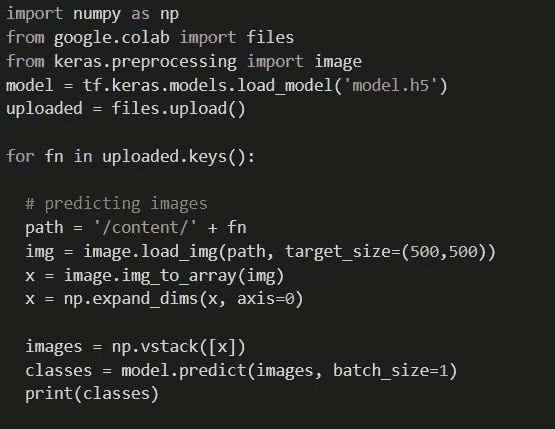 import numpy as np
from google.colab import files
from keras.preprocessing import image
model = tf.keras.models.load_model('model.h5')
uploaded = files.upload()

for fn in uploaded.keys():

  # predicting images
  path = '/content/' + fn
  img = image.load_img(path, target_size=(500,500))
  x = image.img_to_array(img)
  x = np.expand_dims(x, axis=0)

  images = np.vstack([x])
  classes = model.predict(images, batch_size=1)
  print(classes)